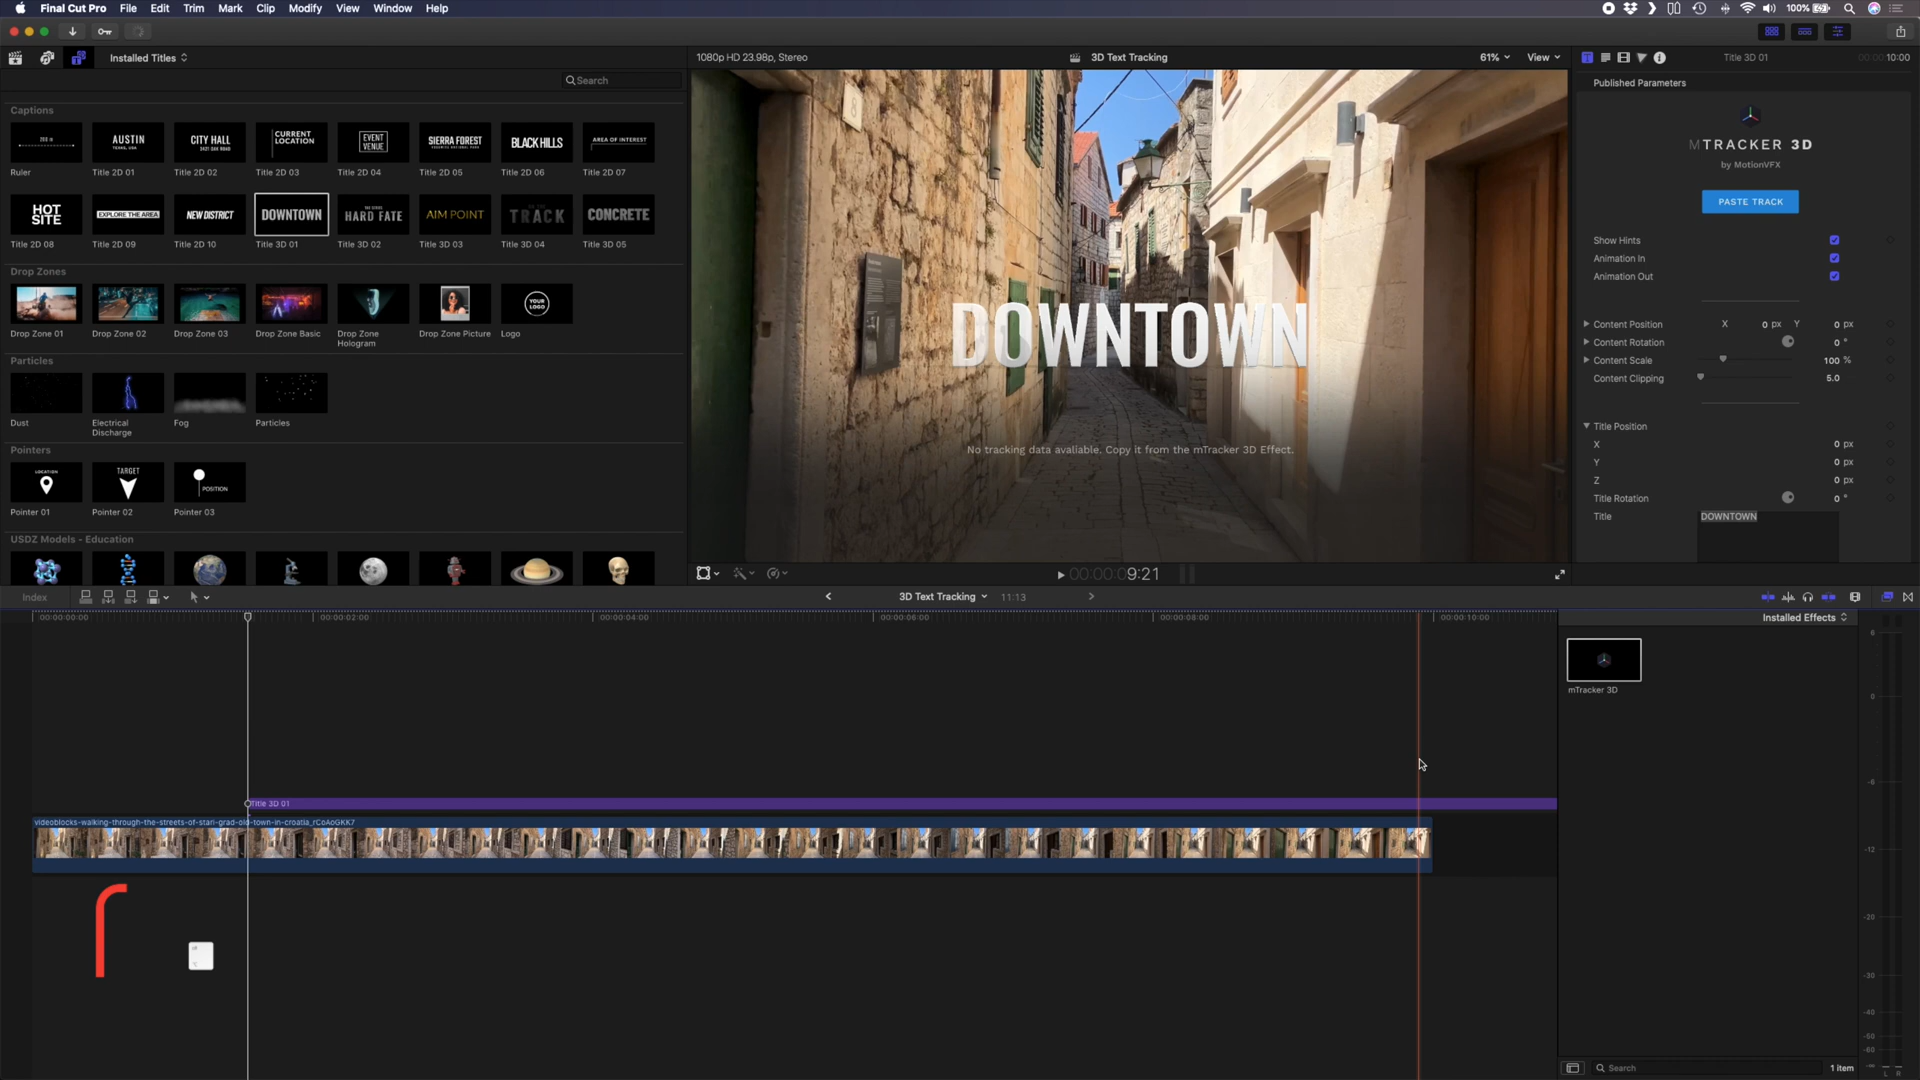 Final Cut Pro File Edit Trim Mark Clip Modify View Window Help
100%
Installed Titles
Search
1080p HD 23.98p, Stereo
3D Text Tracking
61%
View
Title 3D 01
10:00
Published Parameters
Captions
AUSTIN
CITY HALL
CURRENT
LOCATION
EVENT
VENUE
SIERRA FOREST
BLACK HILLS
AREA OF INTEREST
Ruler
Title 2D 01
Title 2D 02
Title 2D 03
Title 2D 04
Title 2D 05
Title 2D 06
Title 2D 07
HOT
SITE
EXPLORE THE AREA
NEW DISTRICT
DOWNTOWN
HARD FATE
AIM POINT
TRACK
CONCRETE
Title 2D 08
Title 2D 09
Title 2D 10
Title 3D 01
Title 3D 02
Title 3D 03
Title 3D 04
Title 3D 05
Drop Zones
YOUR
LOGO
Drop Zone 01
Drop Zone 02
Drop Zone 03
Drop Zone Basic
Drop Zone
Hologram
Drop Zone Picture
Logo
Particles
Dust
Electrical
Discharge
Fog
Particles
Pointers
LOCATION
TARGET
POSITION
Pointer 01
Pointer 02
Pointer 03
USDZ Models - Education
DOWNTOWN
No tracking data avaliable. Copy it from the mTracker 3D Effect.
00:00:09:21
MTRACKER 3D
by MotionVFX
PASTE TRACK
Show Hints
Animation In
Animation Out
Content Position X 0 px Y 0 px
Content Rotation 0 °
Content Scale 100 %
Content Clipping 5.0
Title Position
X 0 px
Y 0 px
Z 0 px
Title Rotation 0 °
Title DOWNTOWN
Index
3D Text Tracking
11:13
00:00:00:00
00:00:02:00
00:00:04:00
00:00:06:00
00:00:08:00
00:00:10:00
Title 3D 01
videoblocks-walking-through-the-streets-of-stari-grad-old-town-in-croatia_rCoAoGKK7
Installed Effects
mTracker 3D
6
0
-6
-12
-20
-30
-40
-50
-60
-∞
L R
Search
1 item